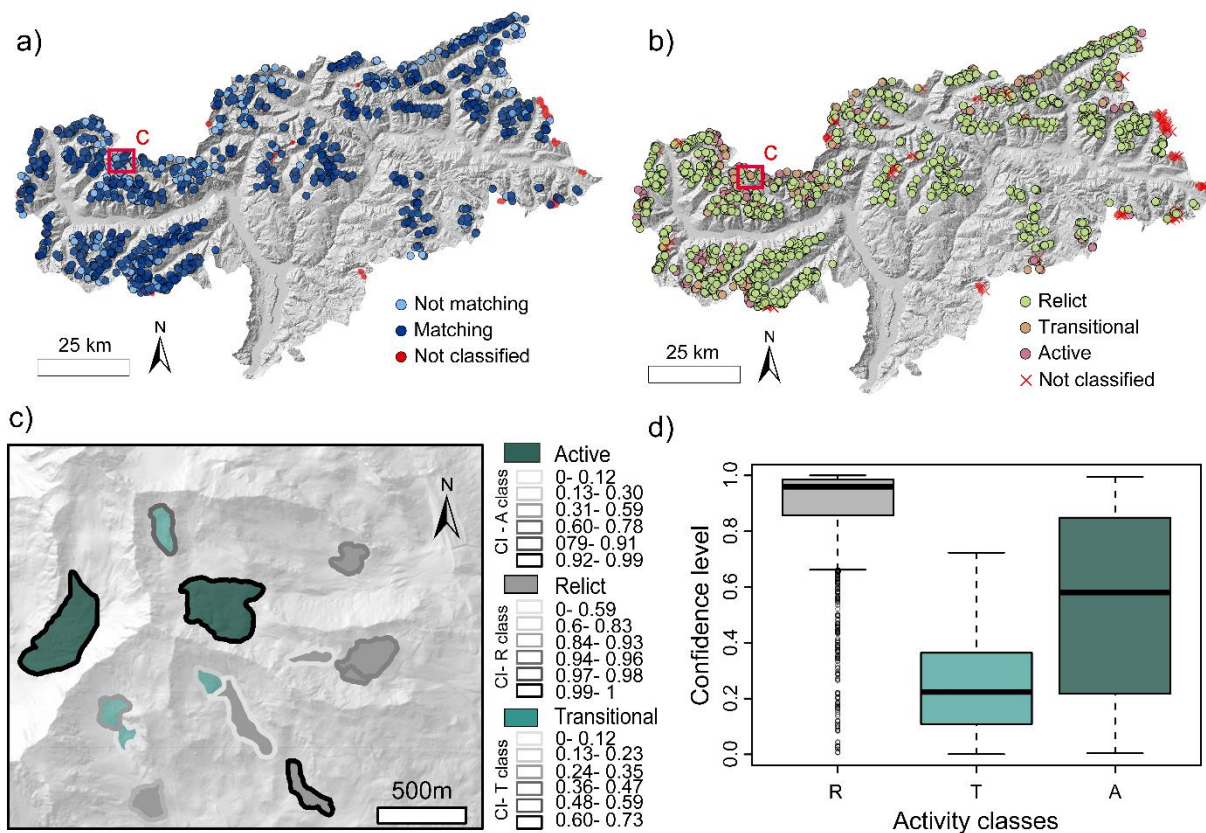 a)
C
Not matching
Matching
Not classified
25 km
N
b)
C
Relict
Transitional
Active
Not classified
25 km
N
c)
N
500m
Active
CI - A class
0- 0.12
0.13- 0.30
0.31- 0.59
0.60- 0.78
079- 0.91
0.92- 0.99
Relict
CI- R class
0- 0.59
0.6- 0.83
0.84- 0.93
0.94- 0.96
0.97- 0.98
0.99- 1
Transitional
CI- T class
0- 0.12
0.13- 0.23
0.24- 0.35
0.36- 0.47
0.48- 0.59
0.60- 0.73
d)
Confidence level
1.0
0.8
0.6
0.4
0.2
0.0
R T A
Activity classes